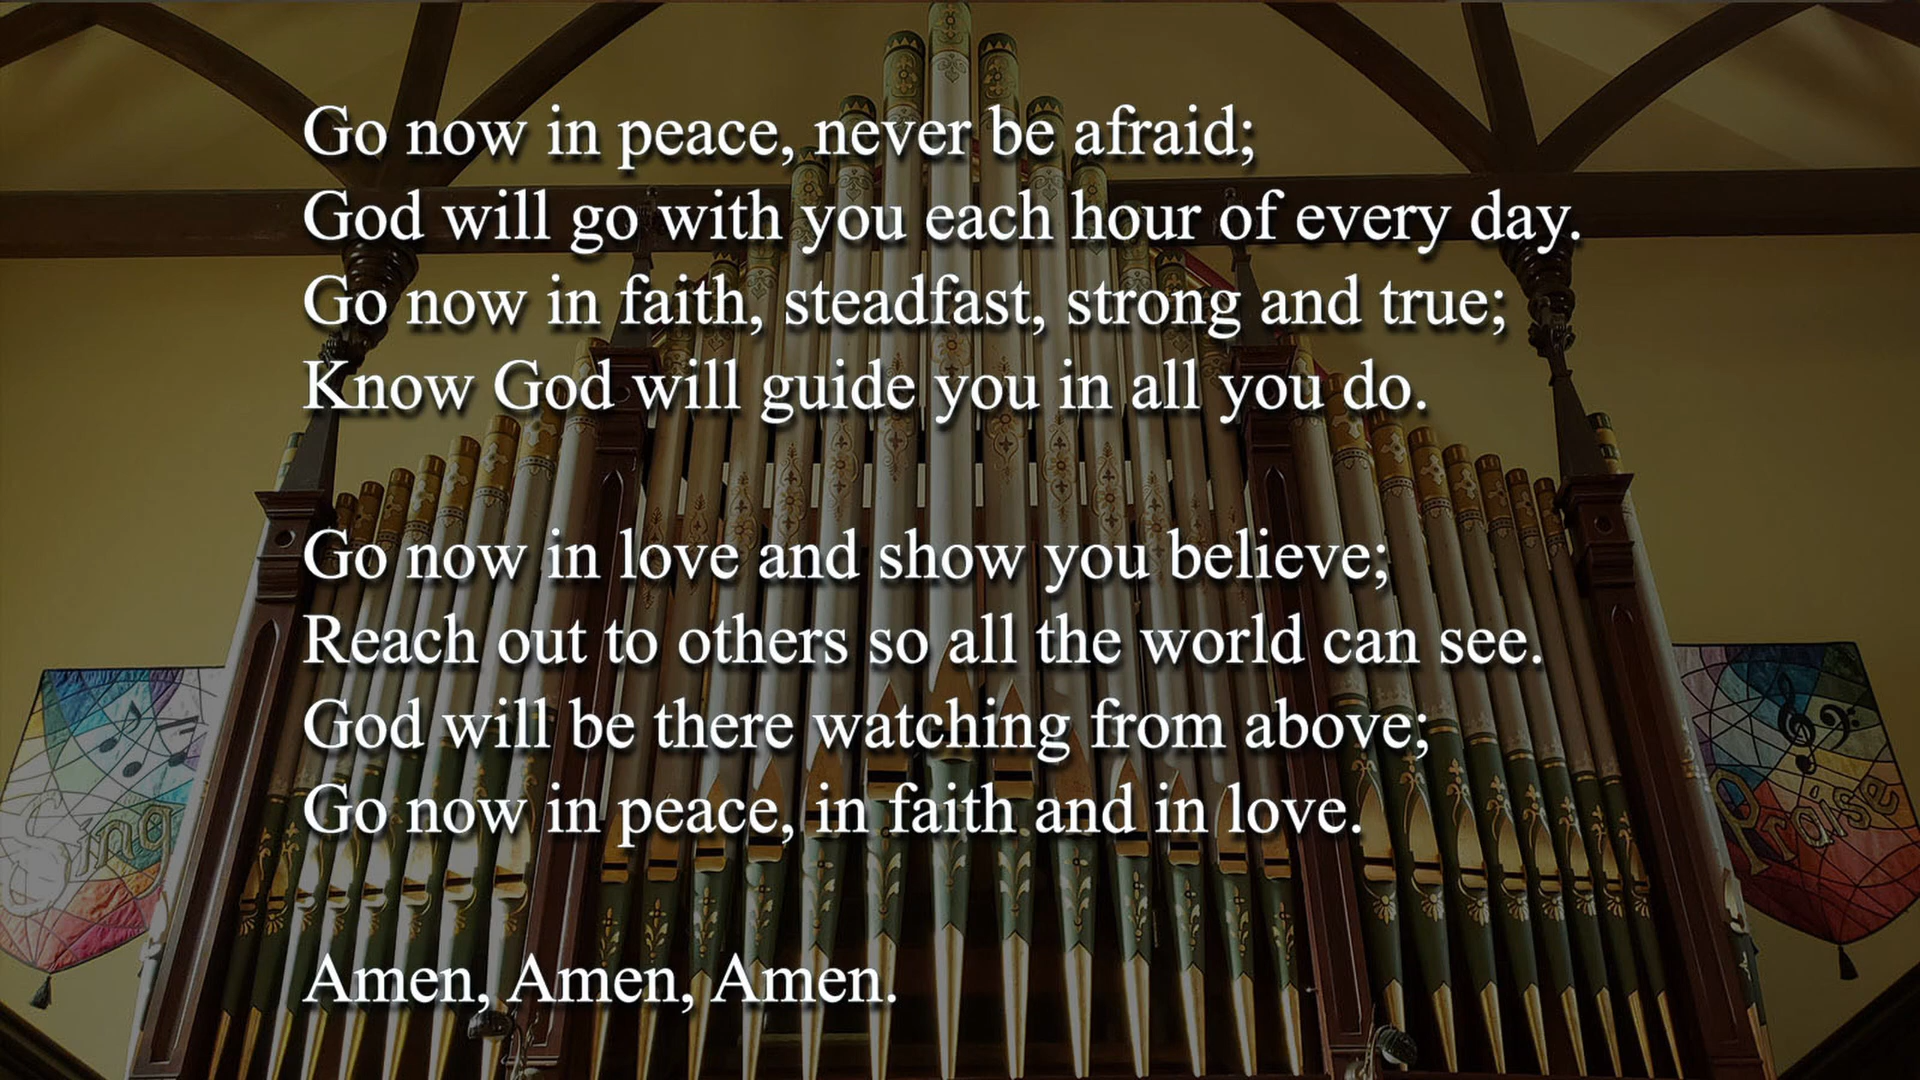 Go now in peace, never be afraid;
God will go with you each hour of every day.
Go now in faith, steadfast, strong and true;
Know God will guide you in all you do.
Go now in love and show you believe;
Reach out to others so all the world can see.
God will be there watching from above;
Go now in peace, in faith and in love.
Amen, Amen, Amen.
Sing
Praise